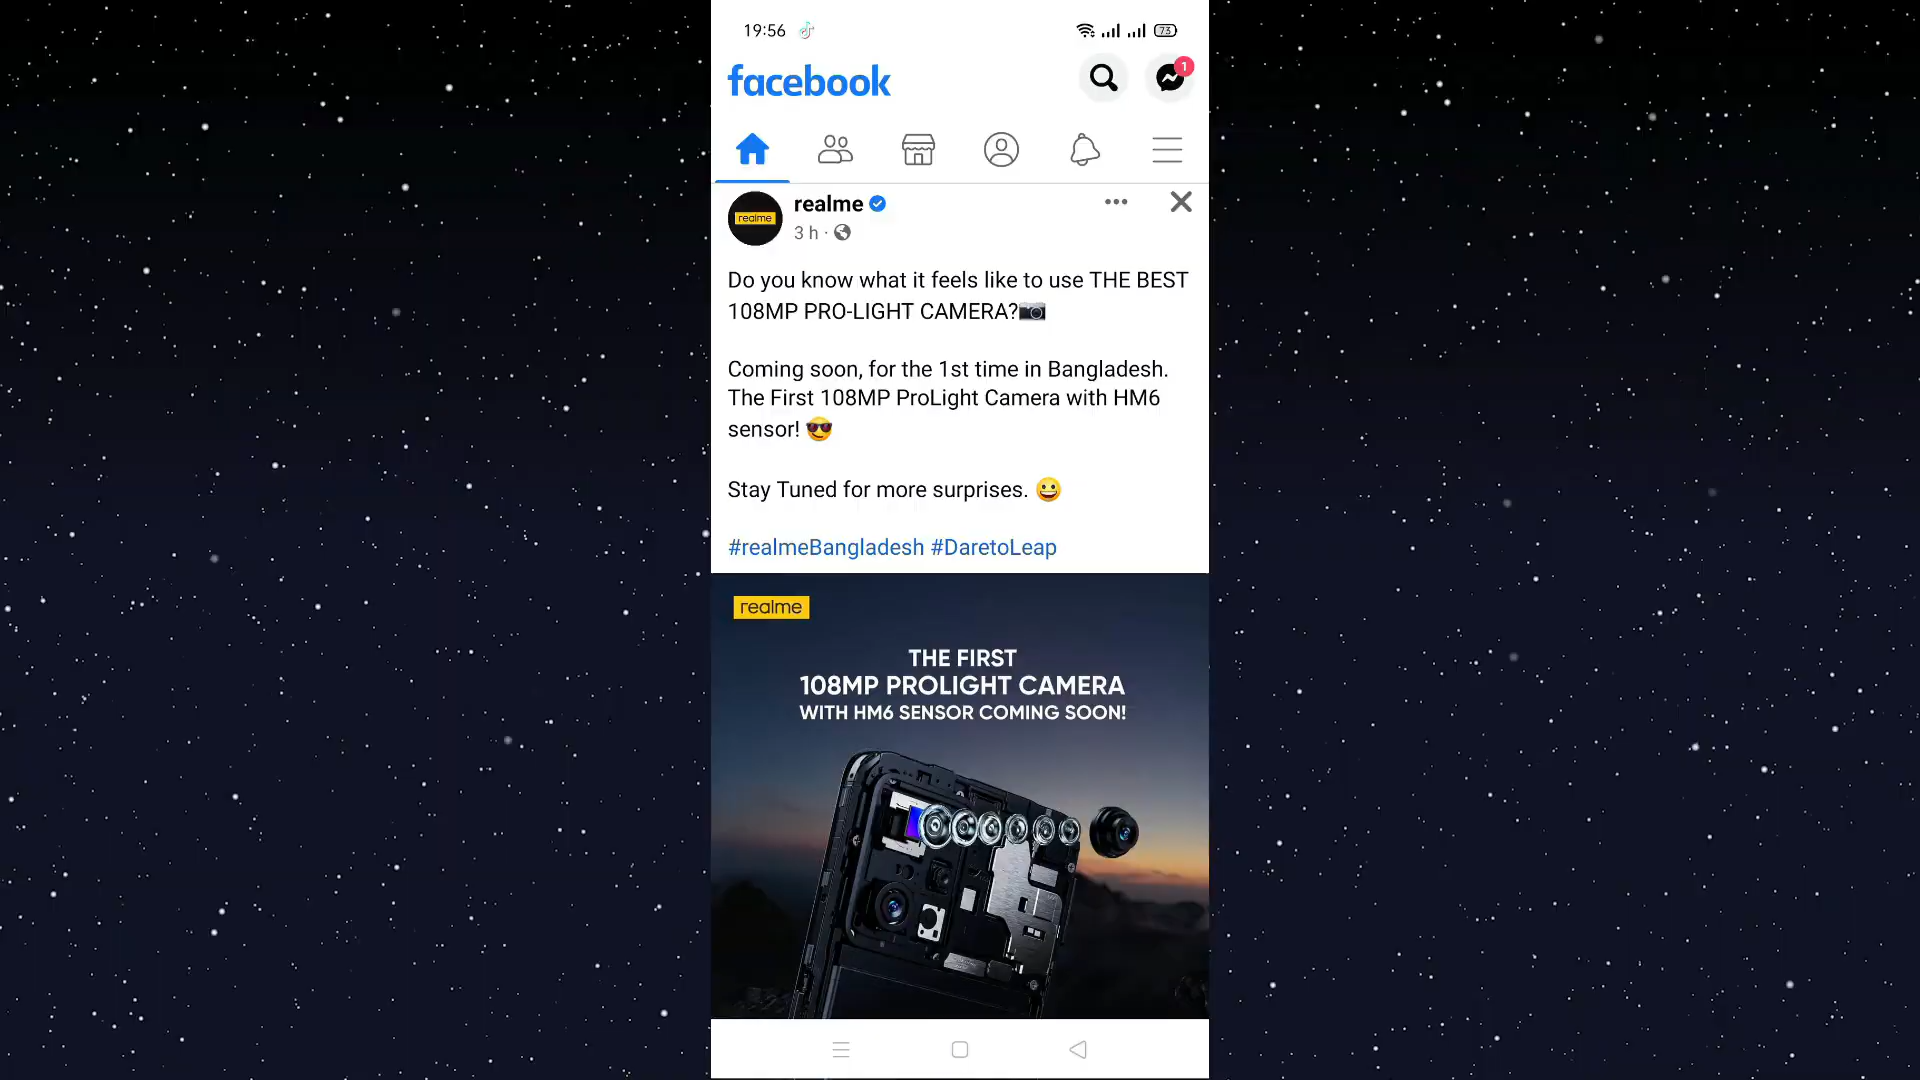 19:56
73
facebook
1
realme
realme
3 h ·
Do you know what it feels like to use THE BEST
108MP PRO-LIGHT CAMERA?📷
Coming soon, for the 1st time in Bangladesh.
The First 108MP ProLight Camera with HM6
sensor! 😎
Stay Tuned for more surprises. 😀
#realmeBangladesh #DaretoLeap
realme
THE FIRST
108MP PROLIGHT CAMERA
WITH HM6 SENSOR COMING SOON!